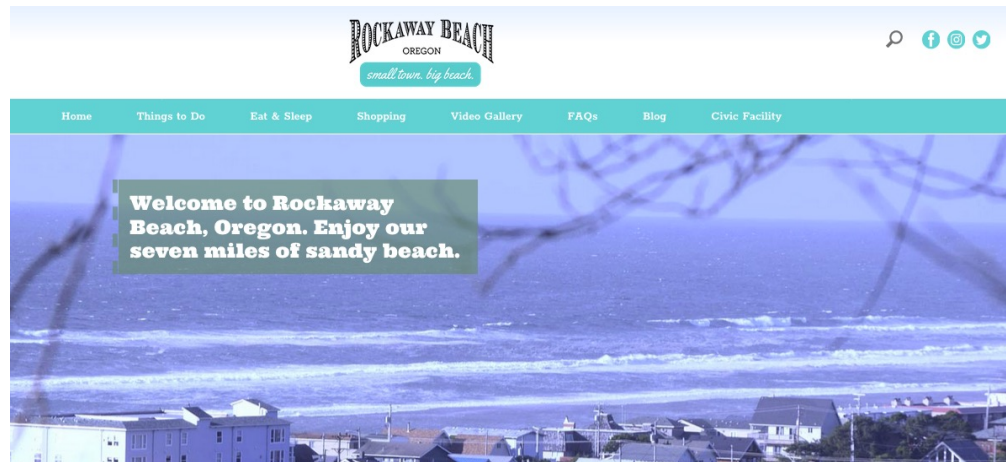 ROCKAWAY BEACH
OREGON
small town. big beach.
Home Things to Do Eat & Sleep Shopping Video Gallery FAQs Blog Civic Facility
Welcome to Rockaway
Beach, Oregon. Enjoy our
seven miles of sandy beach.